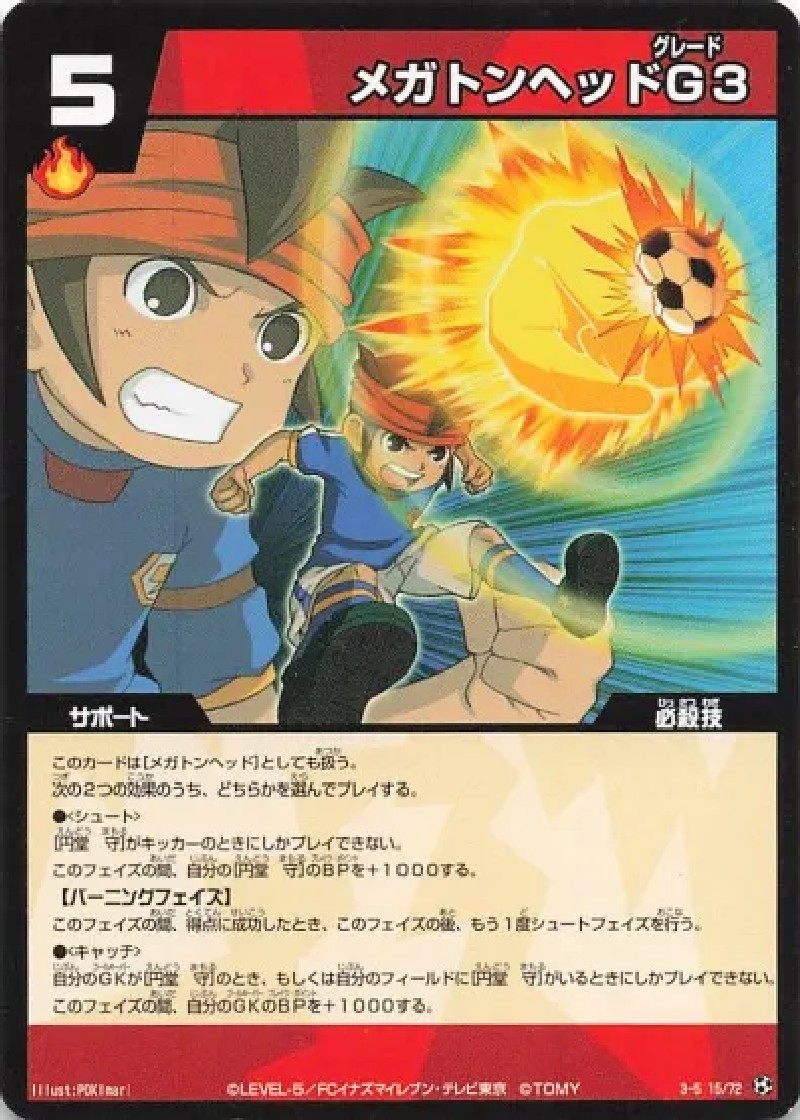 5
メガトンヘッドG3
グレード
サポート
必殺技
このカードは[メガトンヘッド]としても扱う。
次の2つの効果のうち、どちらかを選んでプレイする。
●<シュート>
[円堂 守]がキッカーのときにしかプレイできない。
このフェイズの間、自分の[円堂 守]のBPを+1000する。
【バーニングフェイズ】
このフェイズの間、得点に成功したとき、このフェイズの後、もう1度シュートフェイズを行う。
●<キャッチ>
自分のGKが[円堂 守]のとき、もしくは自分のフィールドに[円堂 守]がいるときにしかプレイできない。
このフェイズの間、自分のGKのBPを+1000する。
Illust:POKImari
©LEVEL-5/FCイナズマイレブン・テレビ東京 ©TOMY
3-5 15/72